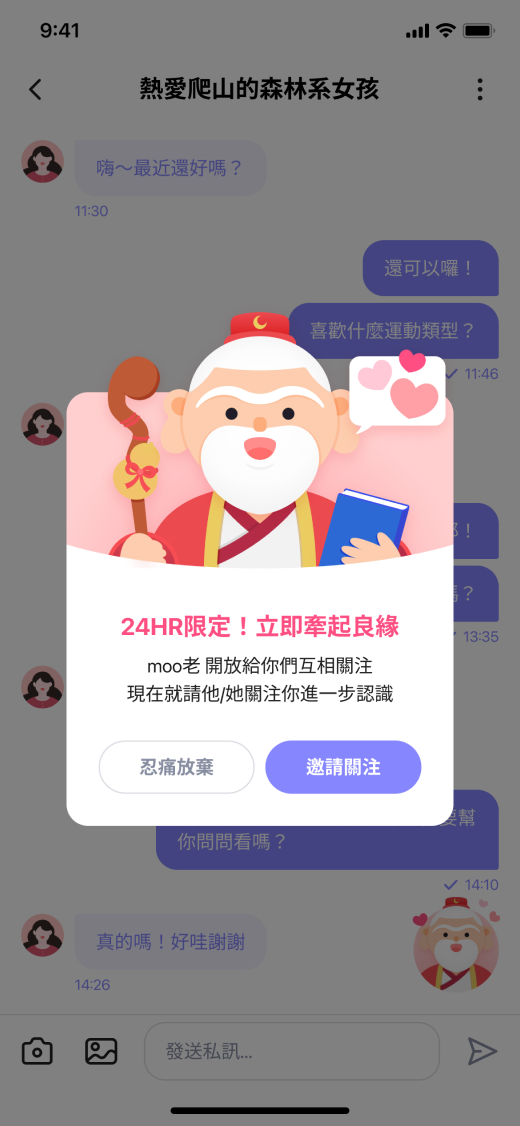 9:41
熱愛爬山的森林系女孩
嗨～最近還好嗎？
11:30
還可以囉！
喜歡什麼運動類型？
11:46
！
？
13:35
24HR限定！立即牽起良緣
moo老 開放給你們互相關注
現在就請他/她關注你進一步認識
忍痛放棄
邀請關注
要幫
你問問看嗎？
14:10
真的嗎！好哇謝謝
14:26
發送私訊...